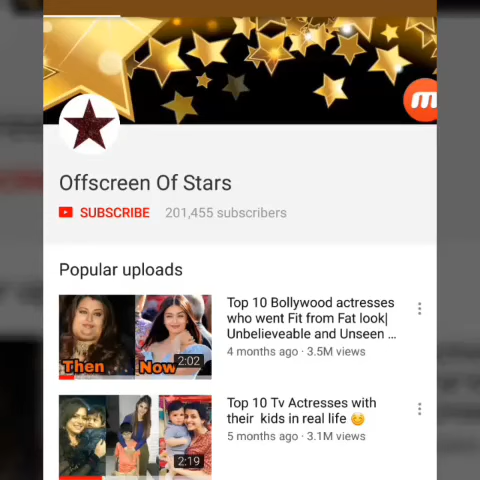 Offscreen Of Stars
SUBSCRIBE 201,455 subscribers
Popular uploads
Top 10 Bollywood actresses
who went Fit from Fat look|
Unbelieveable and Unseen ...
4 months ago · 3.5M views
Then Now 2:02
Top 10 Tv Actresses with
their kids in real life ☺️
5 months ago · 3.1M views
2:19